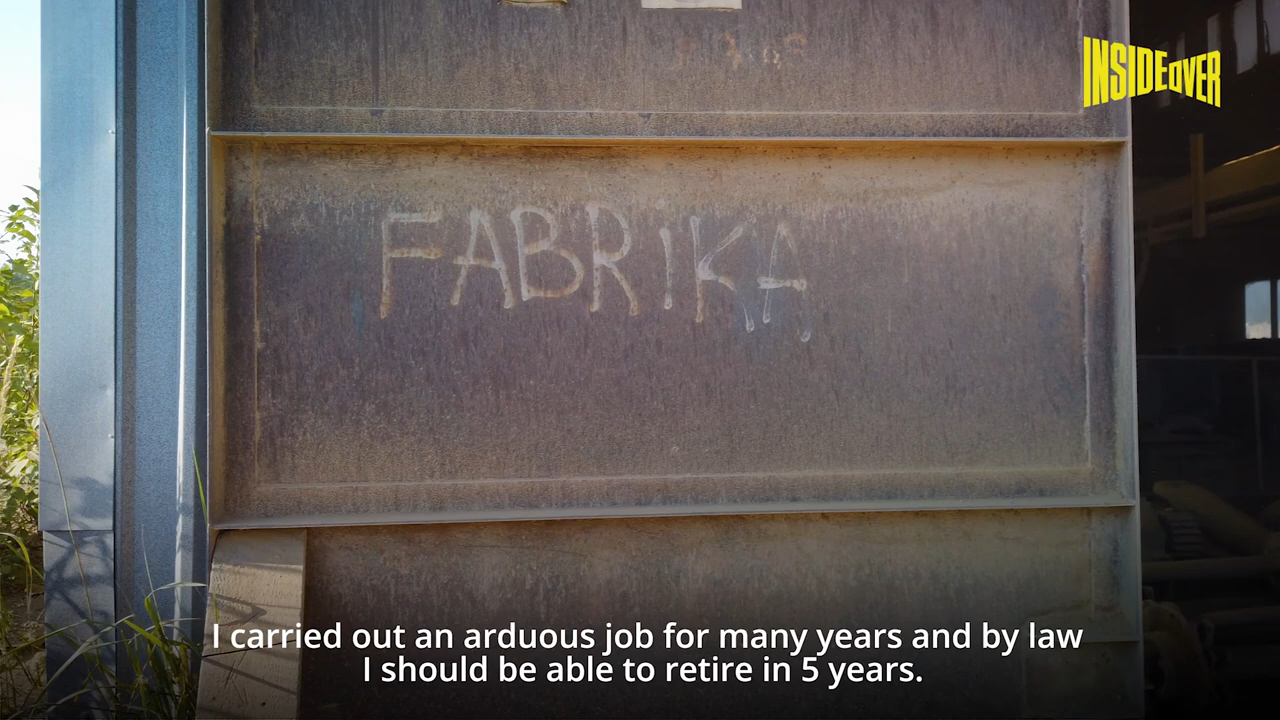 INSIDEOVER
FABRiKA
I carried out an arduous job for many years and by law
I should be able to retire in 5 years.